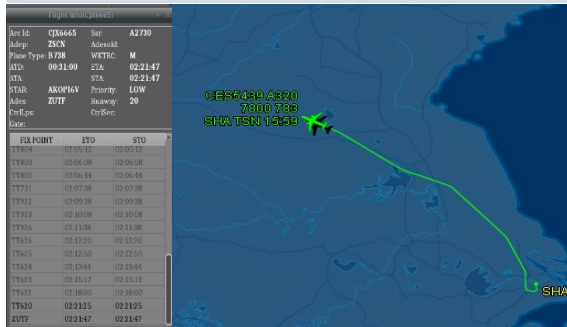 Flight Info(CJX6665)
Arc Id: CJX6665 Ssr: A2730
Adep: ZSCN Adesold:
Plane Type: B738 WKTRC: M
ATD: 00:31:00 ETA: 02:21:47
ATA: STA: 02:21:47
STAR: AKOPI6V Priority: LOW
Ades: ZUTF Runway: 20
CtrlLps: CtrlSec:
Gate:
FIX POINT ETO STO
TT804 02:05:12 02:05:12
TT803 02:06:08 02:06:08
TT802 02:06:44 02:06:44
TT731 02:07:38 02:07:38
TT922 02:09:38 02:09:38
TT923 02:10:08 02:10:08
TT926 02:11:38 02:11:38
TT626 02:12:20 02:12:20
TT625 02:12:50 02:12:50
TT624 02:13:44 02:13:44
TT623 02:15:12 02:15:12
TT622 02:18:00 02:18:00
TT620 02:21:25 02:21:25
ZUTF 02:21:47 02:21:47
CES5439 A320
7800 783
SHA TSN 15:59
SHA